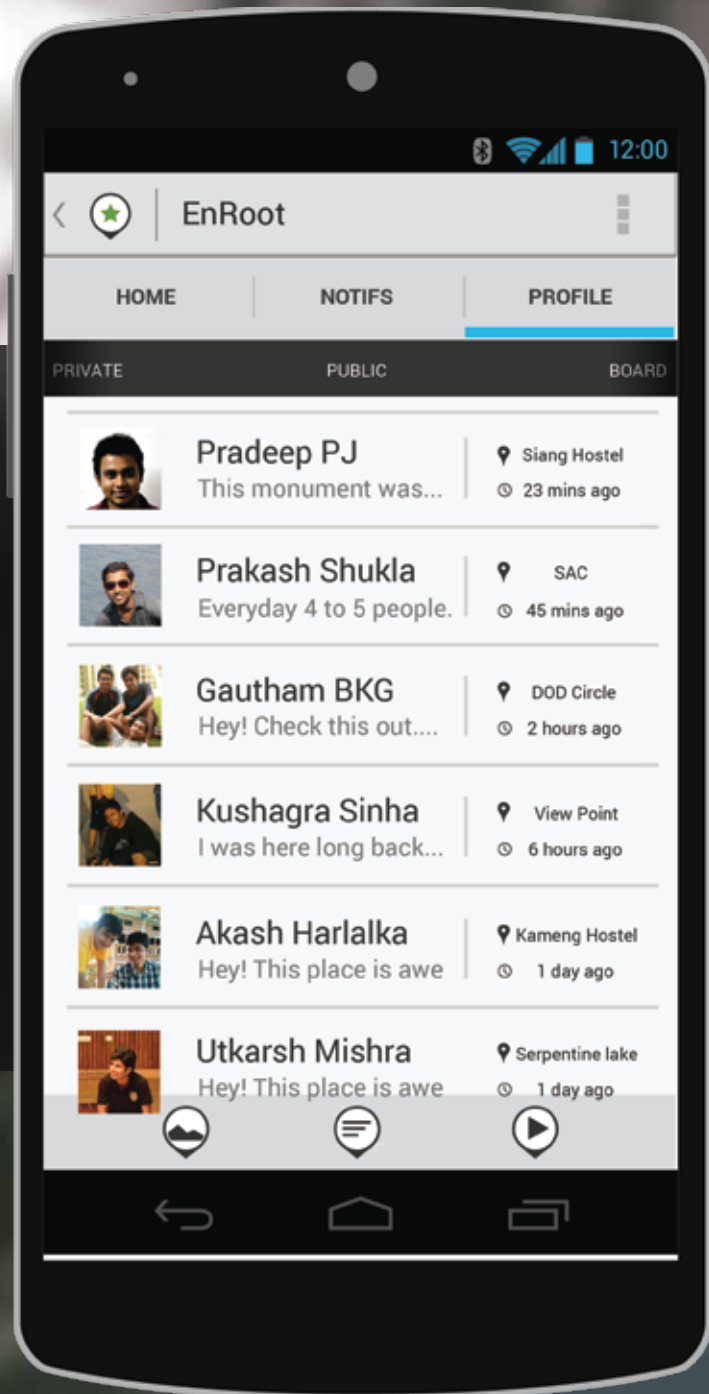 12:00
EnRoot
HOME NOTIFS PROFILE
PRIVATE PUBLIC BOARD
Pradeep PJ
This monument was...
Siang Hostel
23 mins ago
Prakash Shukla
Everyday 4 to 5 people.
SAC
45 mins ago
Gautham BKG
Hey! Check this out....
DOD Circle
2 hours ago
Kushagra Sinha
I was here long back...
View Point
6 hours ago
Akash Harlalka
Hey! This place is awe
Kameng Hostel
1 day ago
Utkarsh Mishra
Hey! This place is awe
Serpentine lake
1 day ago